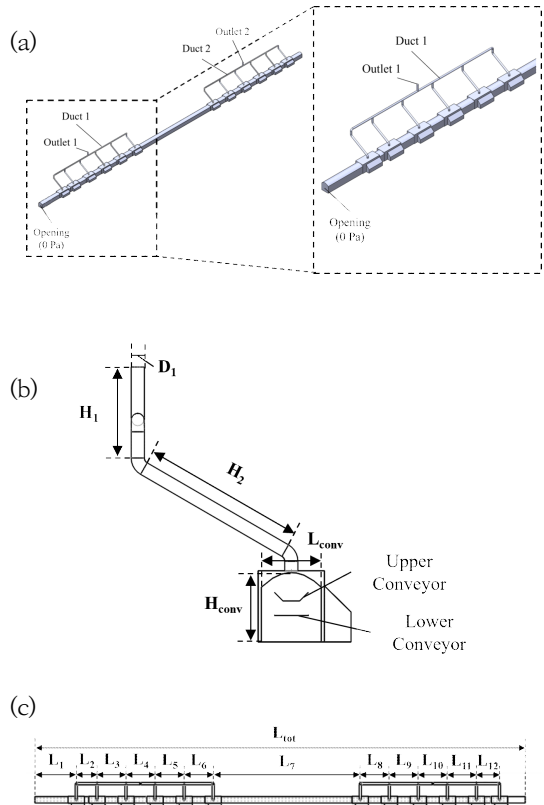 (a)
Outlet 2
Duct 2
Duct 1
Outlet 1
Opening
(0 Pa)
Duct 1
Outlet 1
Opening
(0 Pa)
(b)
D1
H1
H2
Lconv
Hconv
Upper
Conveyor
Lower
Conveyor
(c)
Ltot
L1 L2 L3 L4 L5 L6 L7 L8 L9 L10 L11 L12